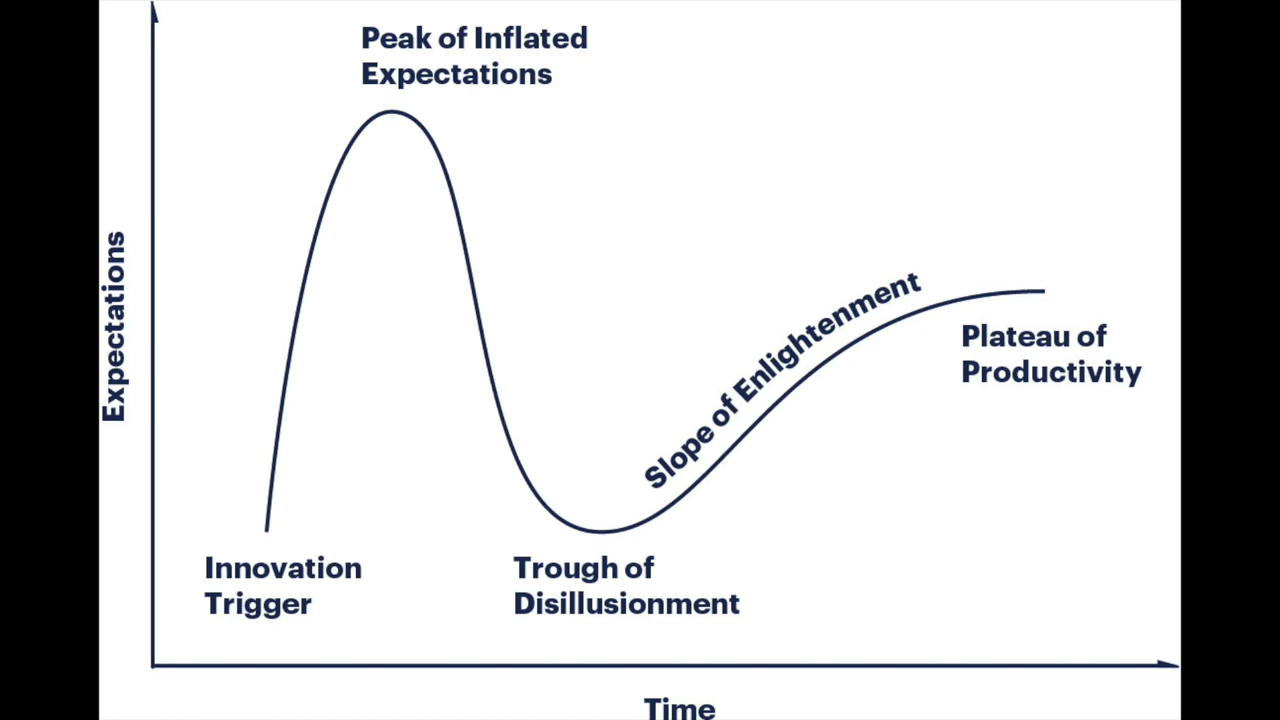 Peak of Inflated
Expectations
Expectations
Slope of Enlightenment
Plateau of
Productivity
Innovation
Trigger
Trough of
Disillusionment
Time